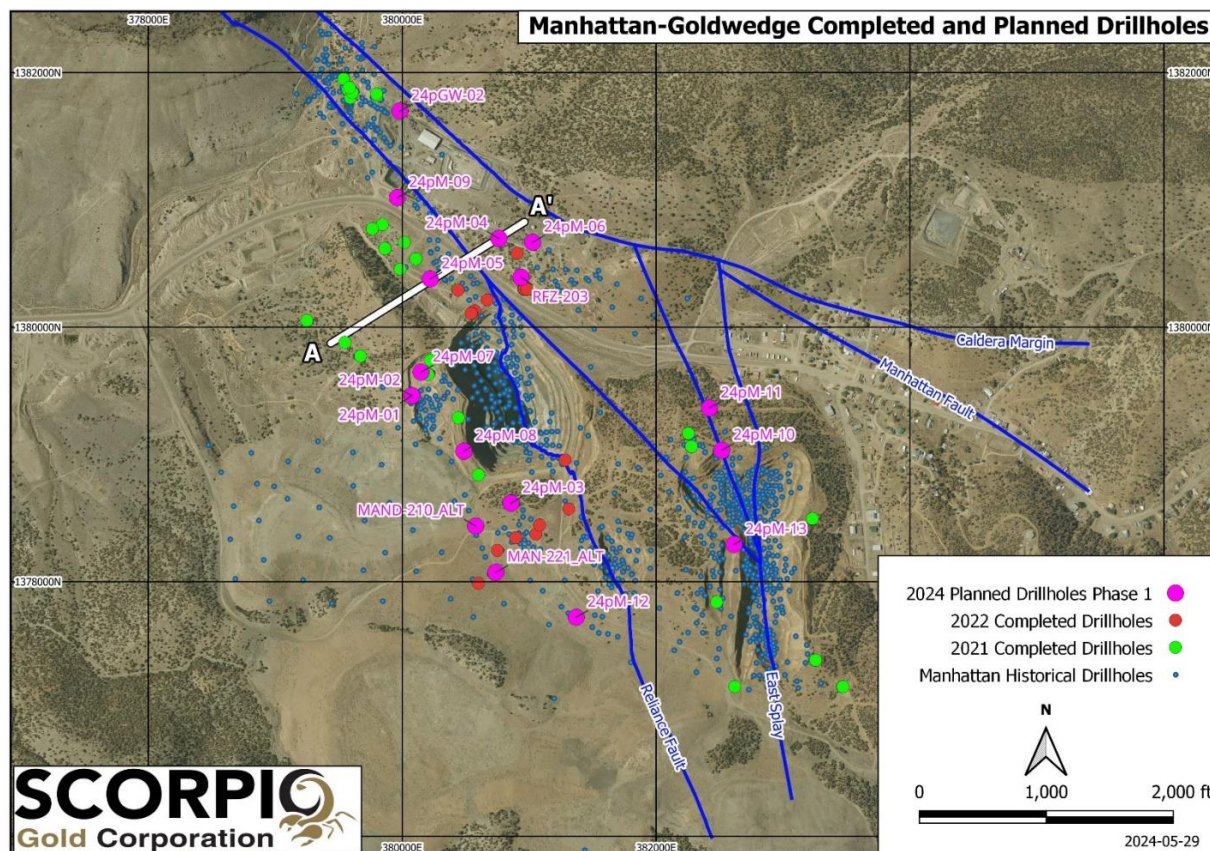 Manhattan-Goldwedge Completed and Planned Drillholes
378000E
380000E
1382000N
1382000N
24pGW-02
24pM-09
A'
24pM-04
24pM-06
24pM-05
RFZ-203
1380000N
1380000N
A
Caldera Margin
24pM-07
Manhattan Fault
24pM-02
24pM-01
24pM-11
24pM-08
24pM-10
24pM-03
MAND-210_ALT
24pM-13
MAN-221_ALT
1378000N
24pM-12
Reliance Fault
East Splay
2024 Planned Drillholes Phase 1
2022 Completed Drillholes
2021 Completed Drillholes
Manhattan Historical Drillholes
N
0 1,000 2,000 ft
2024-05-29
SCORPIO
Gold Corporation
380000E
382000E